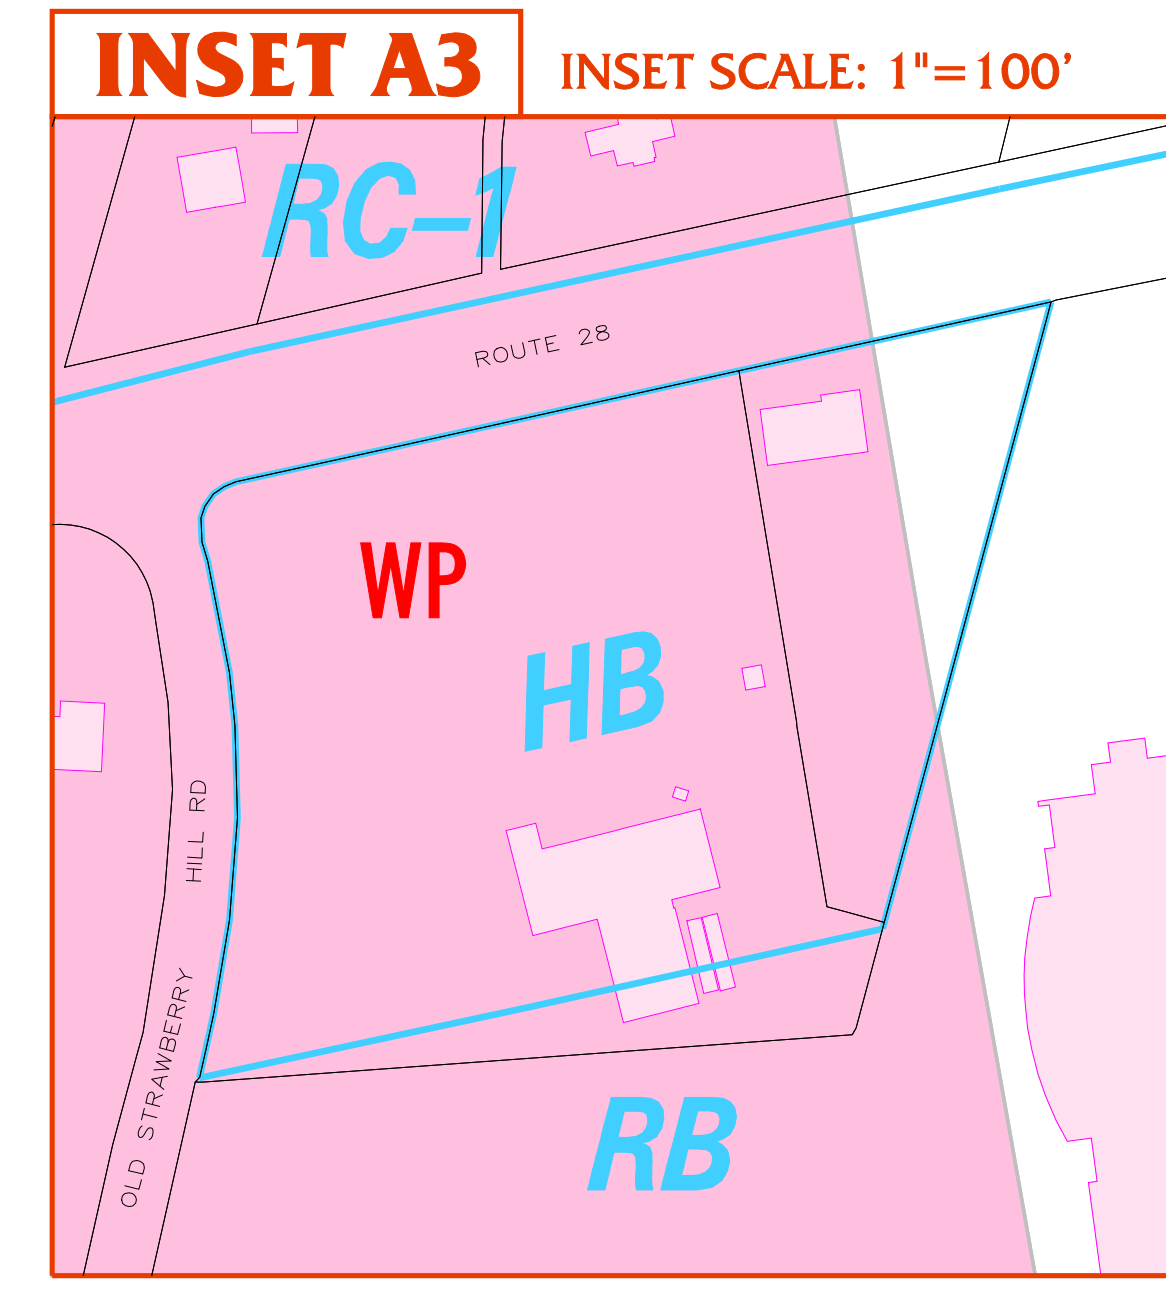 INSET A3
INSET SCALE: 1"=100'
RC-1
ROUTE 28
WP
HB
HILL RD
OLD STRAWBERRY
RB